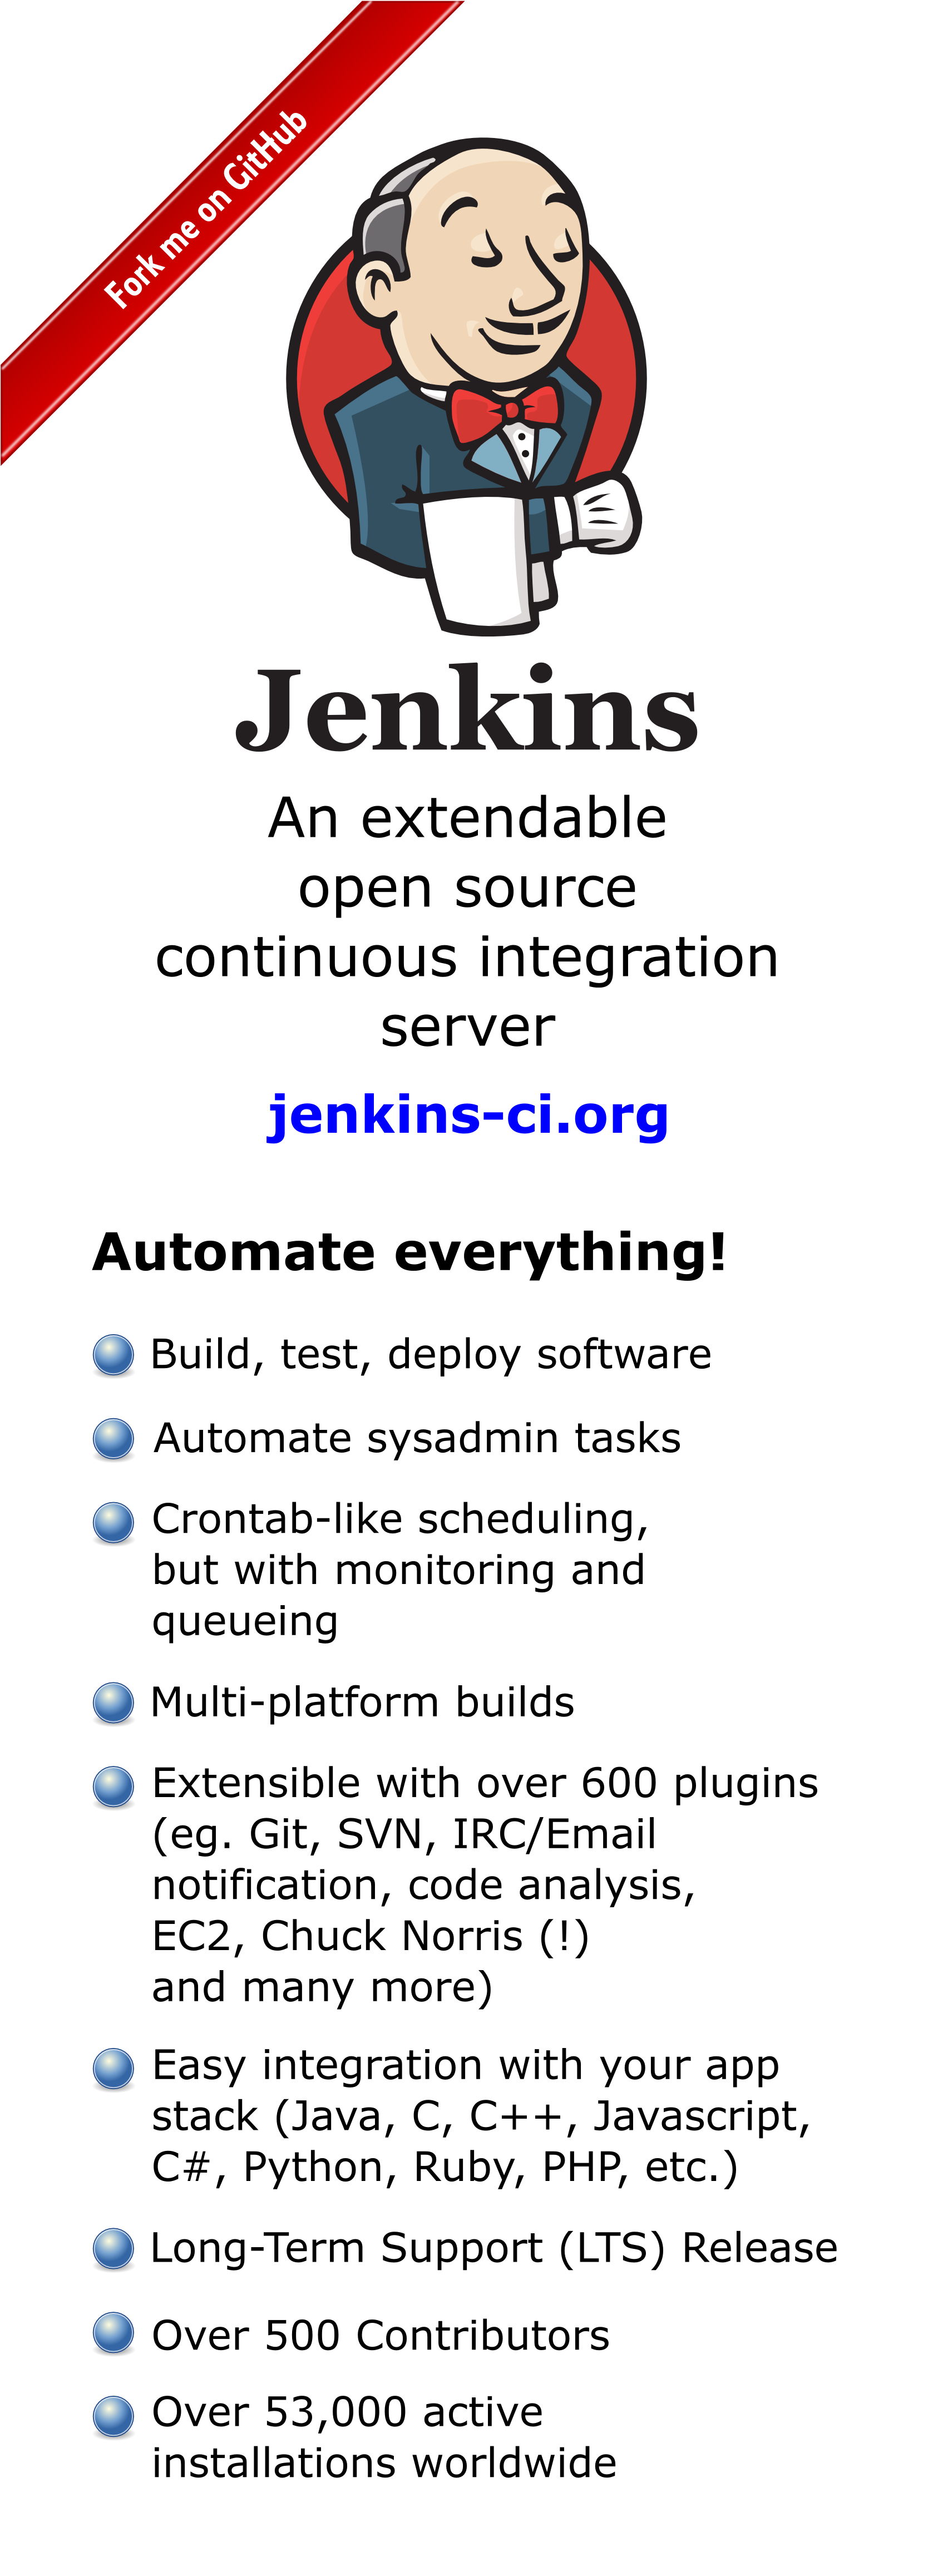 Fork me on GitHub
Jenkins
An extendable
open source
continuous integration
server
jenkins-ci.org
Automate everything!
Build, test, deploy software
Automate sysadmin tasks
Crontab-like scheduling,
but with monitoring and
queueing
Multi-platform builds
Extensible with over 600 plugins
(eg. Git, SVN, IRC/Email
notification, code analysis,
EC2, Chuck Norris (!)
and many more)
Easy integration with your app
stack (Java, C, C++, Javascript,
C#, Python, Ruby, PHP, etc.)
Long-Term Support (LTS) Release
Over 500 Contributors
Over 53,000 active
installations worldwide